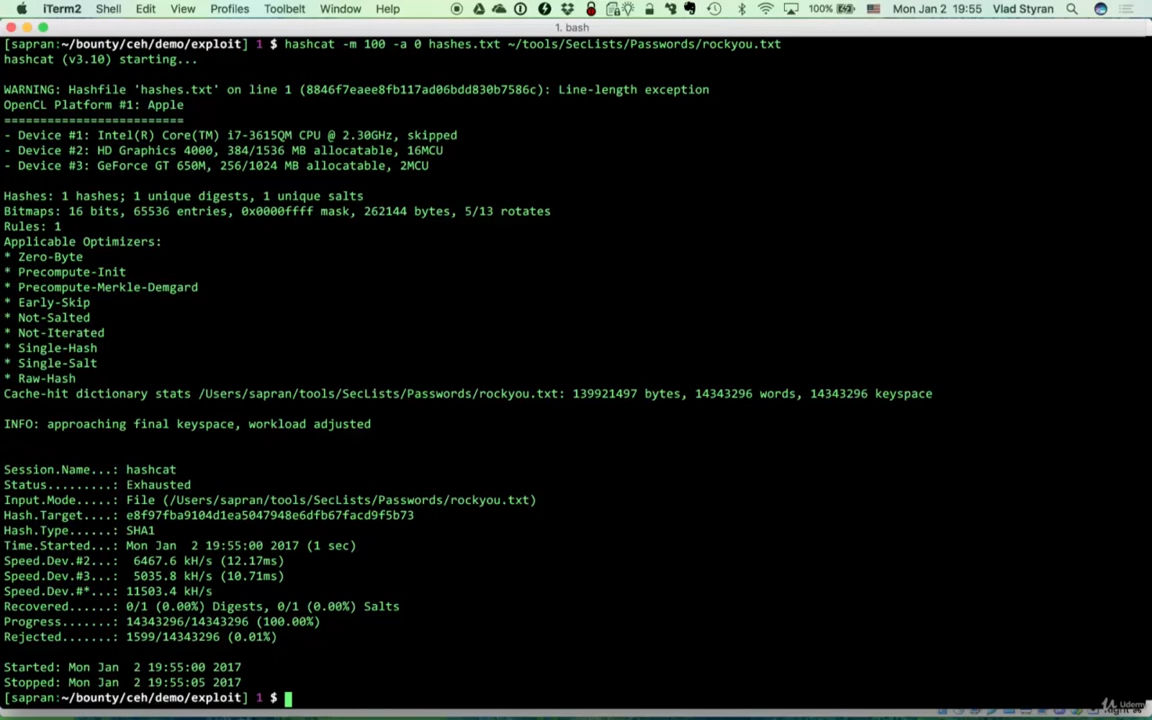 iTerm2 Shell Edit View Profiles Toolbelt Window Help 100% Mon Jan 2 19:55 Vlad Styran
1. bash
[sapran:~/bounty/ceh/demo/exploit] 1 $ hashcat -m 100 -a 0 hashes.txt ~/tools/SecLists/Passwords/rockyou.txt
hashcat (v3.10) starting...
WARNING: Hashfile 'hashes.txt' on line 1 (8846f7eaee8fb117ad06bdd830b7586c): Line-length exception
OpenCL Platform #1: Apple
=========================
- Device #1: Intel(R) Core(TM) i7-3615QM CPU @ 2.30GHz, skipped
- Device #2: HD Graphics 4000, 384/1536 MB allocatable, 16MCU
- Device #3: GeForce GT 650M, 256/1024 MB allocatable, 2MCU
Hashes: 1 hashes; 1 unique digests, 1 unique salts
Bitmaps: 16 bits, 65536 entries, 0x0000ffff mask, 262144 bytes, 5/13 rotates
Rules: 1
Applicable Optimizers:
* Zero-Byte
* Precompute-Init
* Precompute-Merkle-Demgard
* Early-Skip
* Not-Salted
* Not-Iterated
* Single-Hash
* Single-Salt
* Raw-Hash
Cache-hit dictionary stats /Users/sapran/tools/SecLists/Passwords/rockyou.txt: 139921497 bytes, 14343296 words, 14343296 keyspace
INFO: approaching final keyspace, workload adjusted
Session.Name...: hashcat
Status.........: Exhausted
Input.Mode.....: File (/Users/sapran/tools/SecLists/Passwords/rockyou.txt)
Hash.Target....: e8f97fba9104d1ea5047948e6dfb67facd9f5b73
Hash.Type......: SHA1
Time.Started...: Mon Jan  2 19:55:00 2017 (1 sec)
Speed.Dev.#2...:  6467.6 kH/s (12.17ms)
Speed.Dev.#3...:  5035.8 kH/s (10.71ms)
Speed.Dev.#*...: 11503.4 kH/s
Recovered......: 0/1 (0.00%) Digests, 0/1 (0.00%) Salts
Progress.......: 14343296/14343296 (100.00%)
Rejected.......: 1599/14343296 (0.01%)
Started: Mon Jan  2 19:55:00 2017
Stopped: Mon Jan  2 19:55:05 2017
[sapran:~/bounty/ceh/demo/exploit] 1 $
Udemy